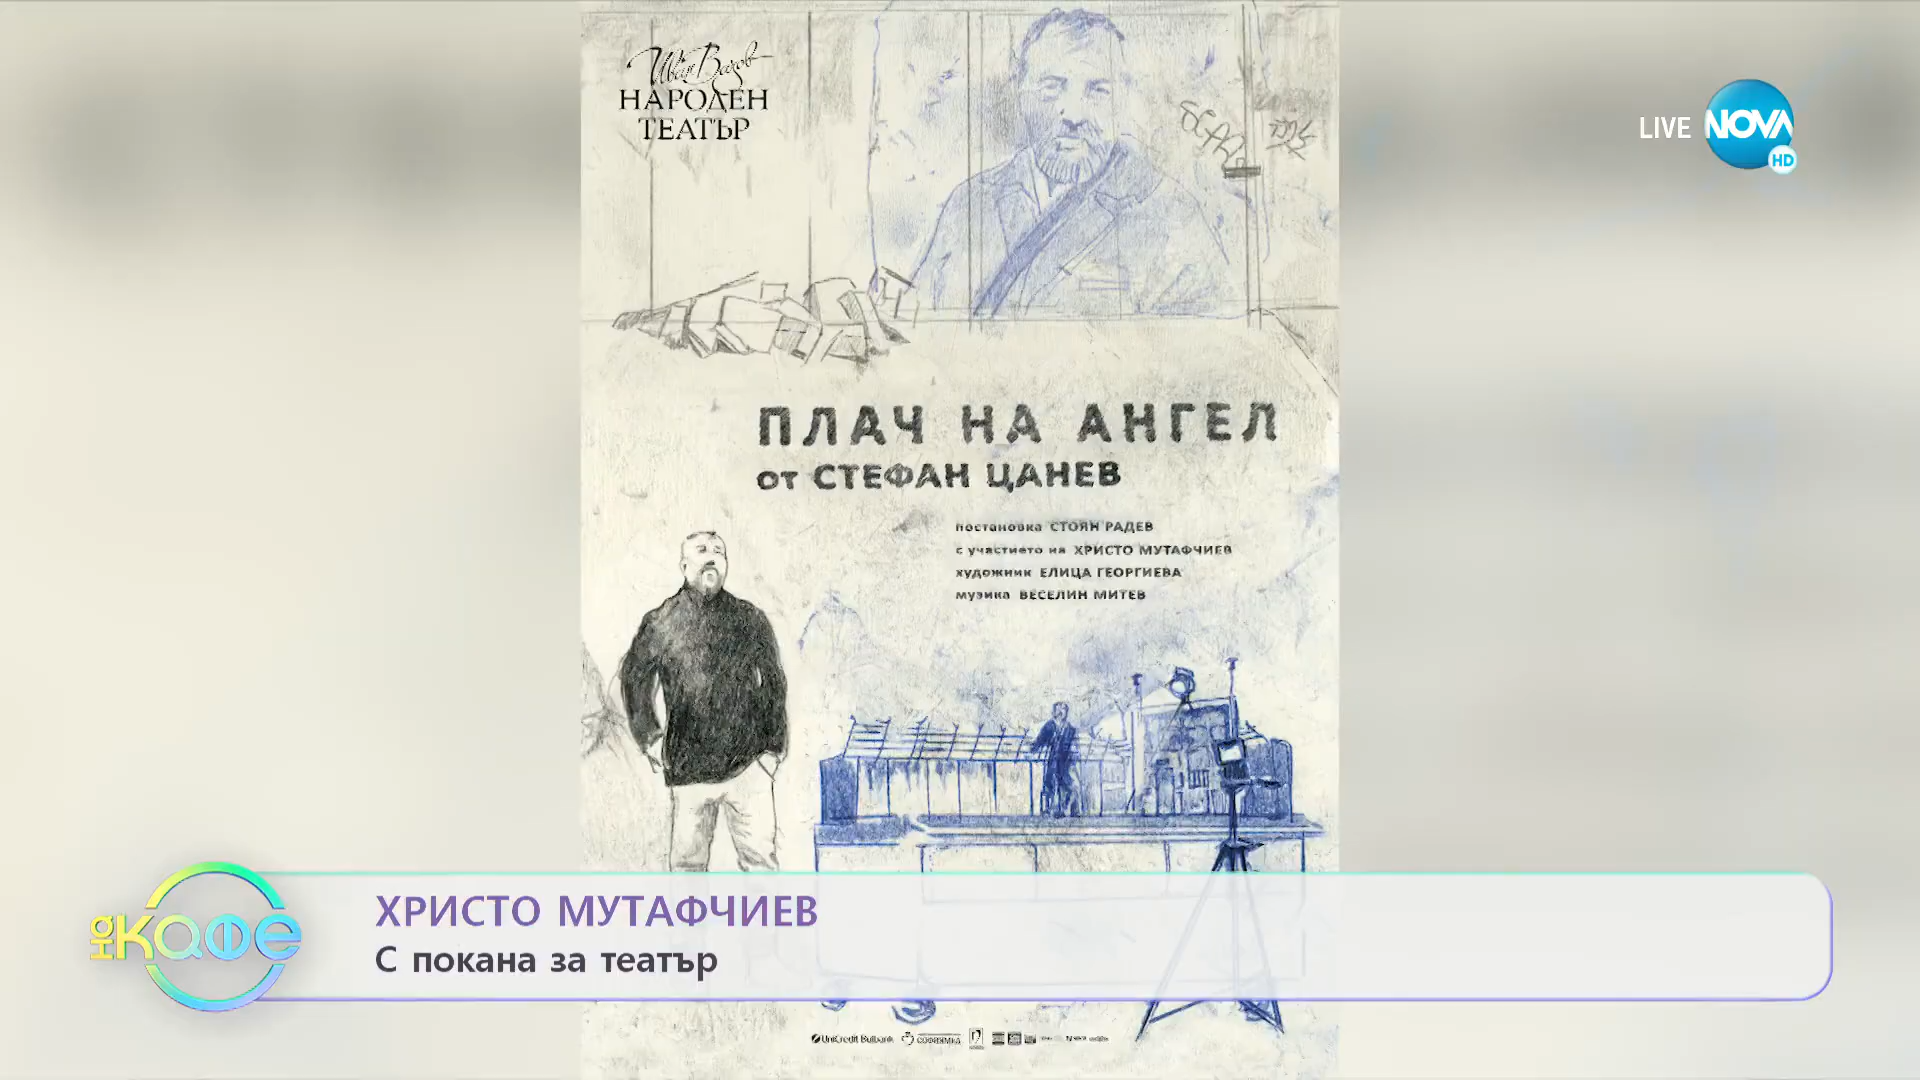 Иван Вазов
НАРОДЕН
ТЕАТЪР
LIVE NOVA
HD
ПЛАЧ НА АНГЕЛ
от СТЕФАН ЦАНЕВ
постановка СТОЯН РАДЕВ
с участието на ХРИСТО МУТАФЧИЕВ
художник ЕЛИЦА ГЕОРГИЕВА
музика ВЕСЕЛИН МИТЕВ
на кафе
ХРИСТО МУТАФЧИЕВ
С покана за театър
UniCredit Bulbank